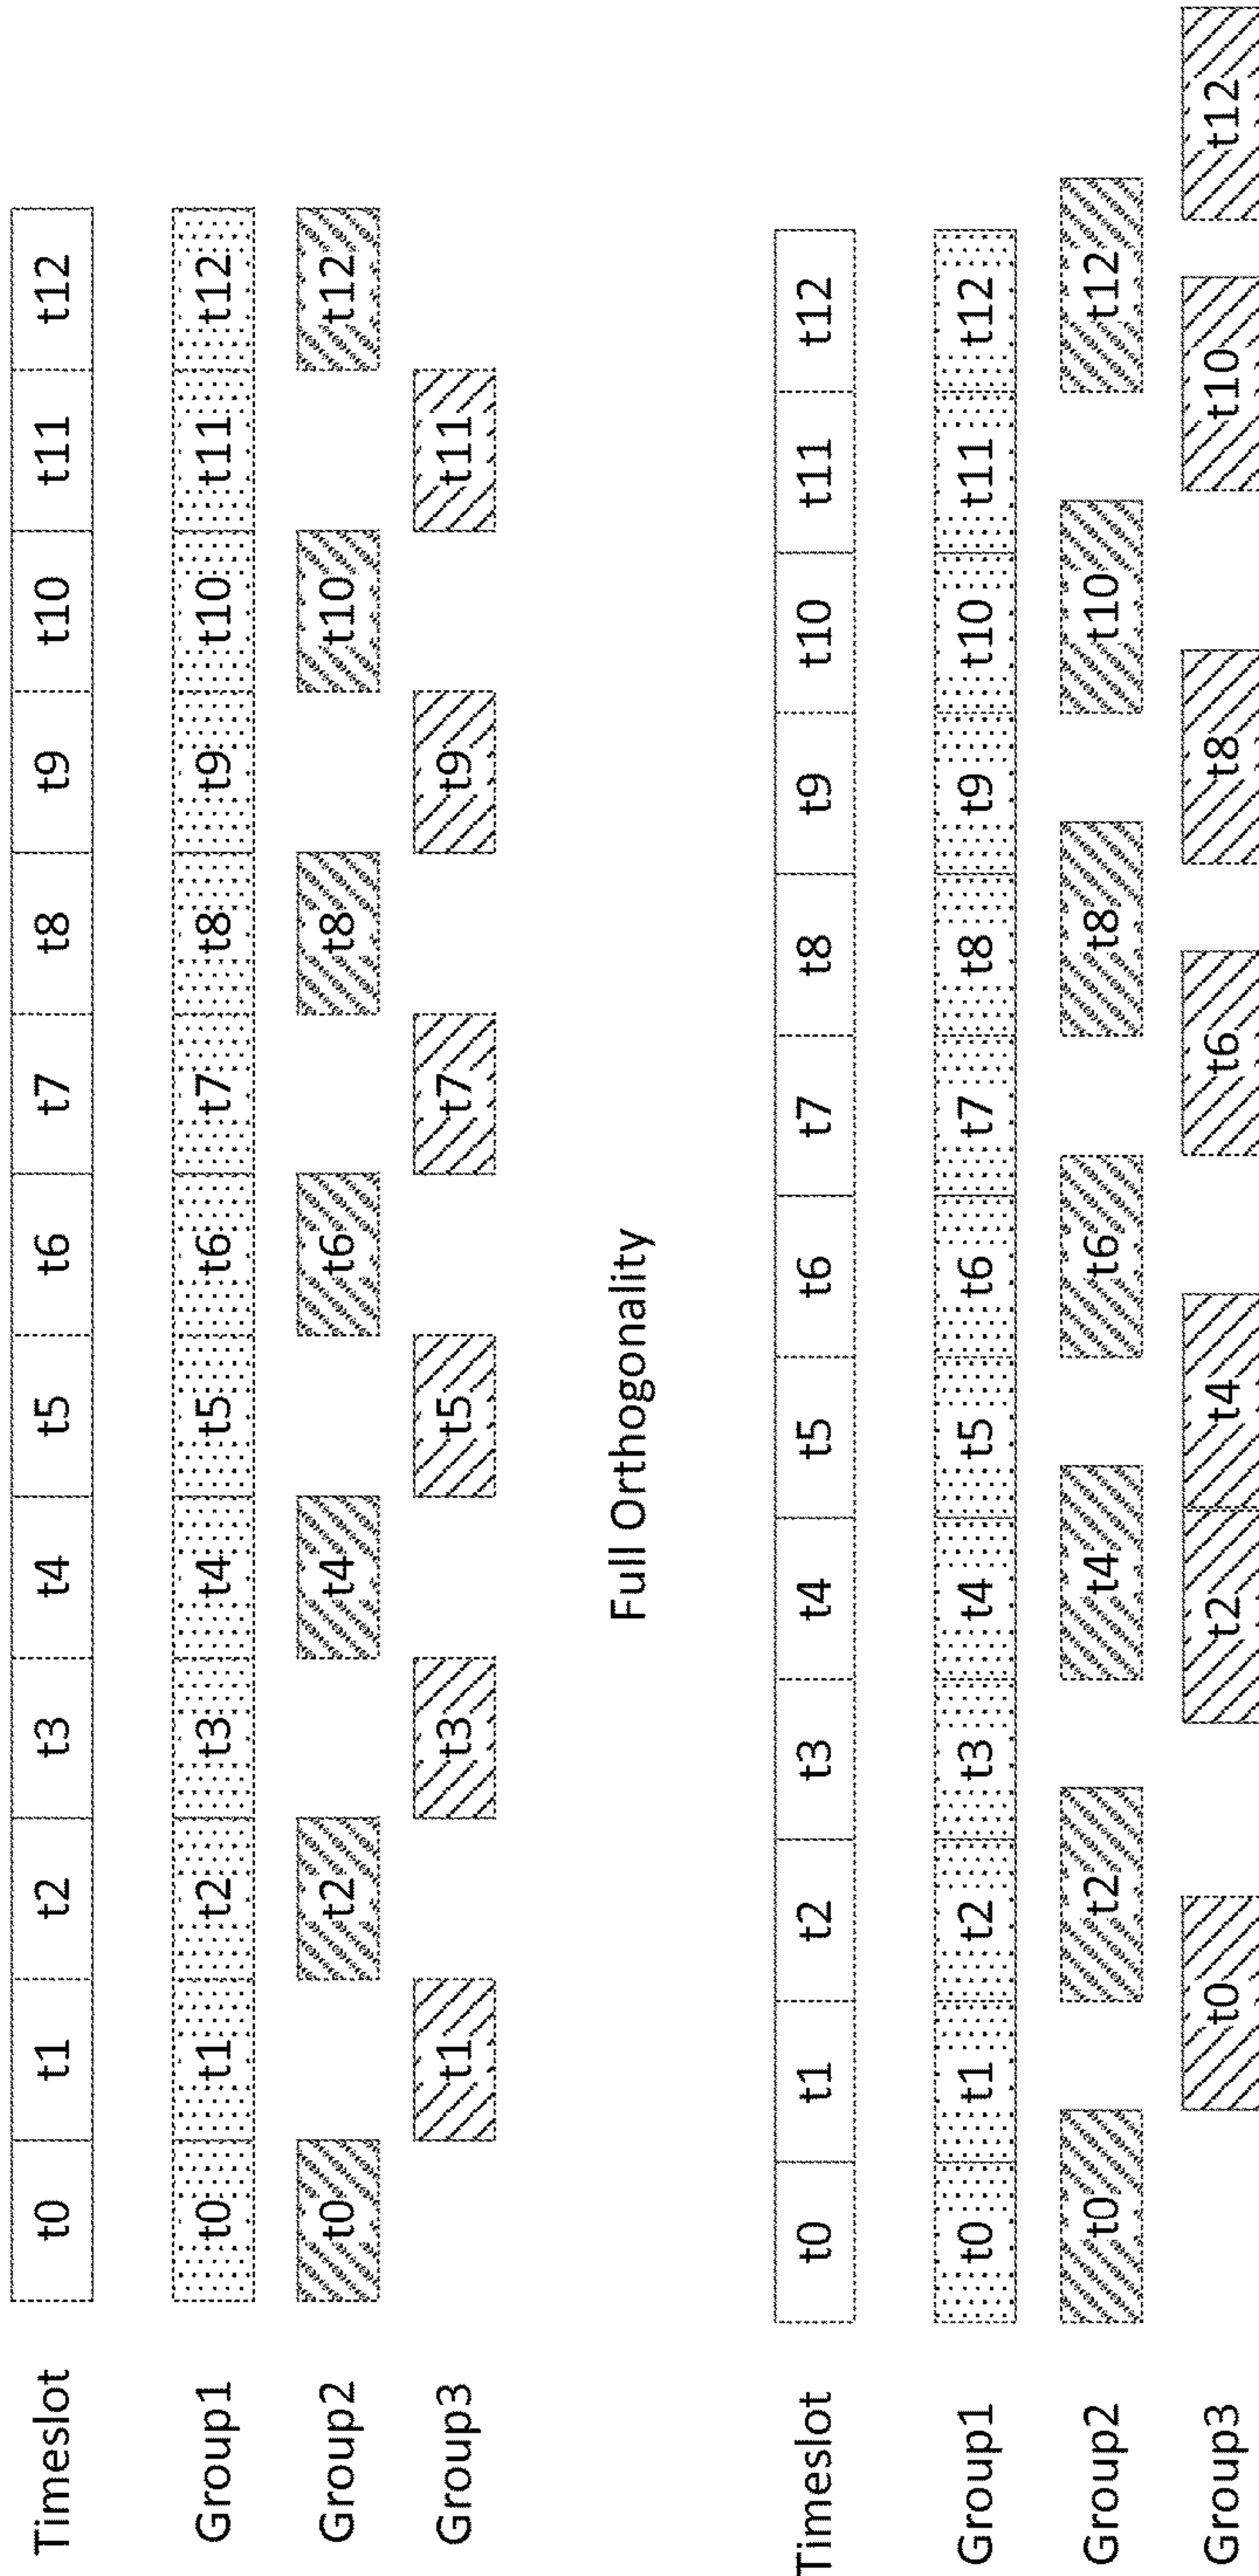 Timeslot t0 t1 t2 t3 t4 t5 t6 t7 t8 t9 t10 t11 t12
Group1 t0 t1 t2 t3 t4 t5 t6 t7 t8 t9 t10 t11 t12
Group2 t0 t2 t4 t6 t8 t10 t12
Group3 t1 t3 t5 t7 t9 t11
Full Orthogonality
Timeslot t0 t1 t2 t3 t4 t5 t6 t7 t8 t9 t10 t11 t12
Group1 t0 t1 t2 t3 t4 t5 t6 t7 t8 t9 t10 t11 t12
Group2 t0 t2 t4 t6 t8 t10 t12
Group3 t0 t2 t4 t6 t8 t10 t12